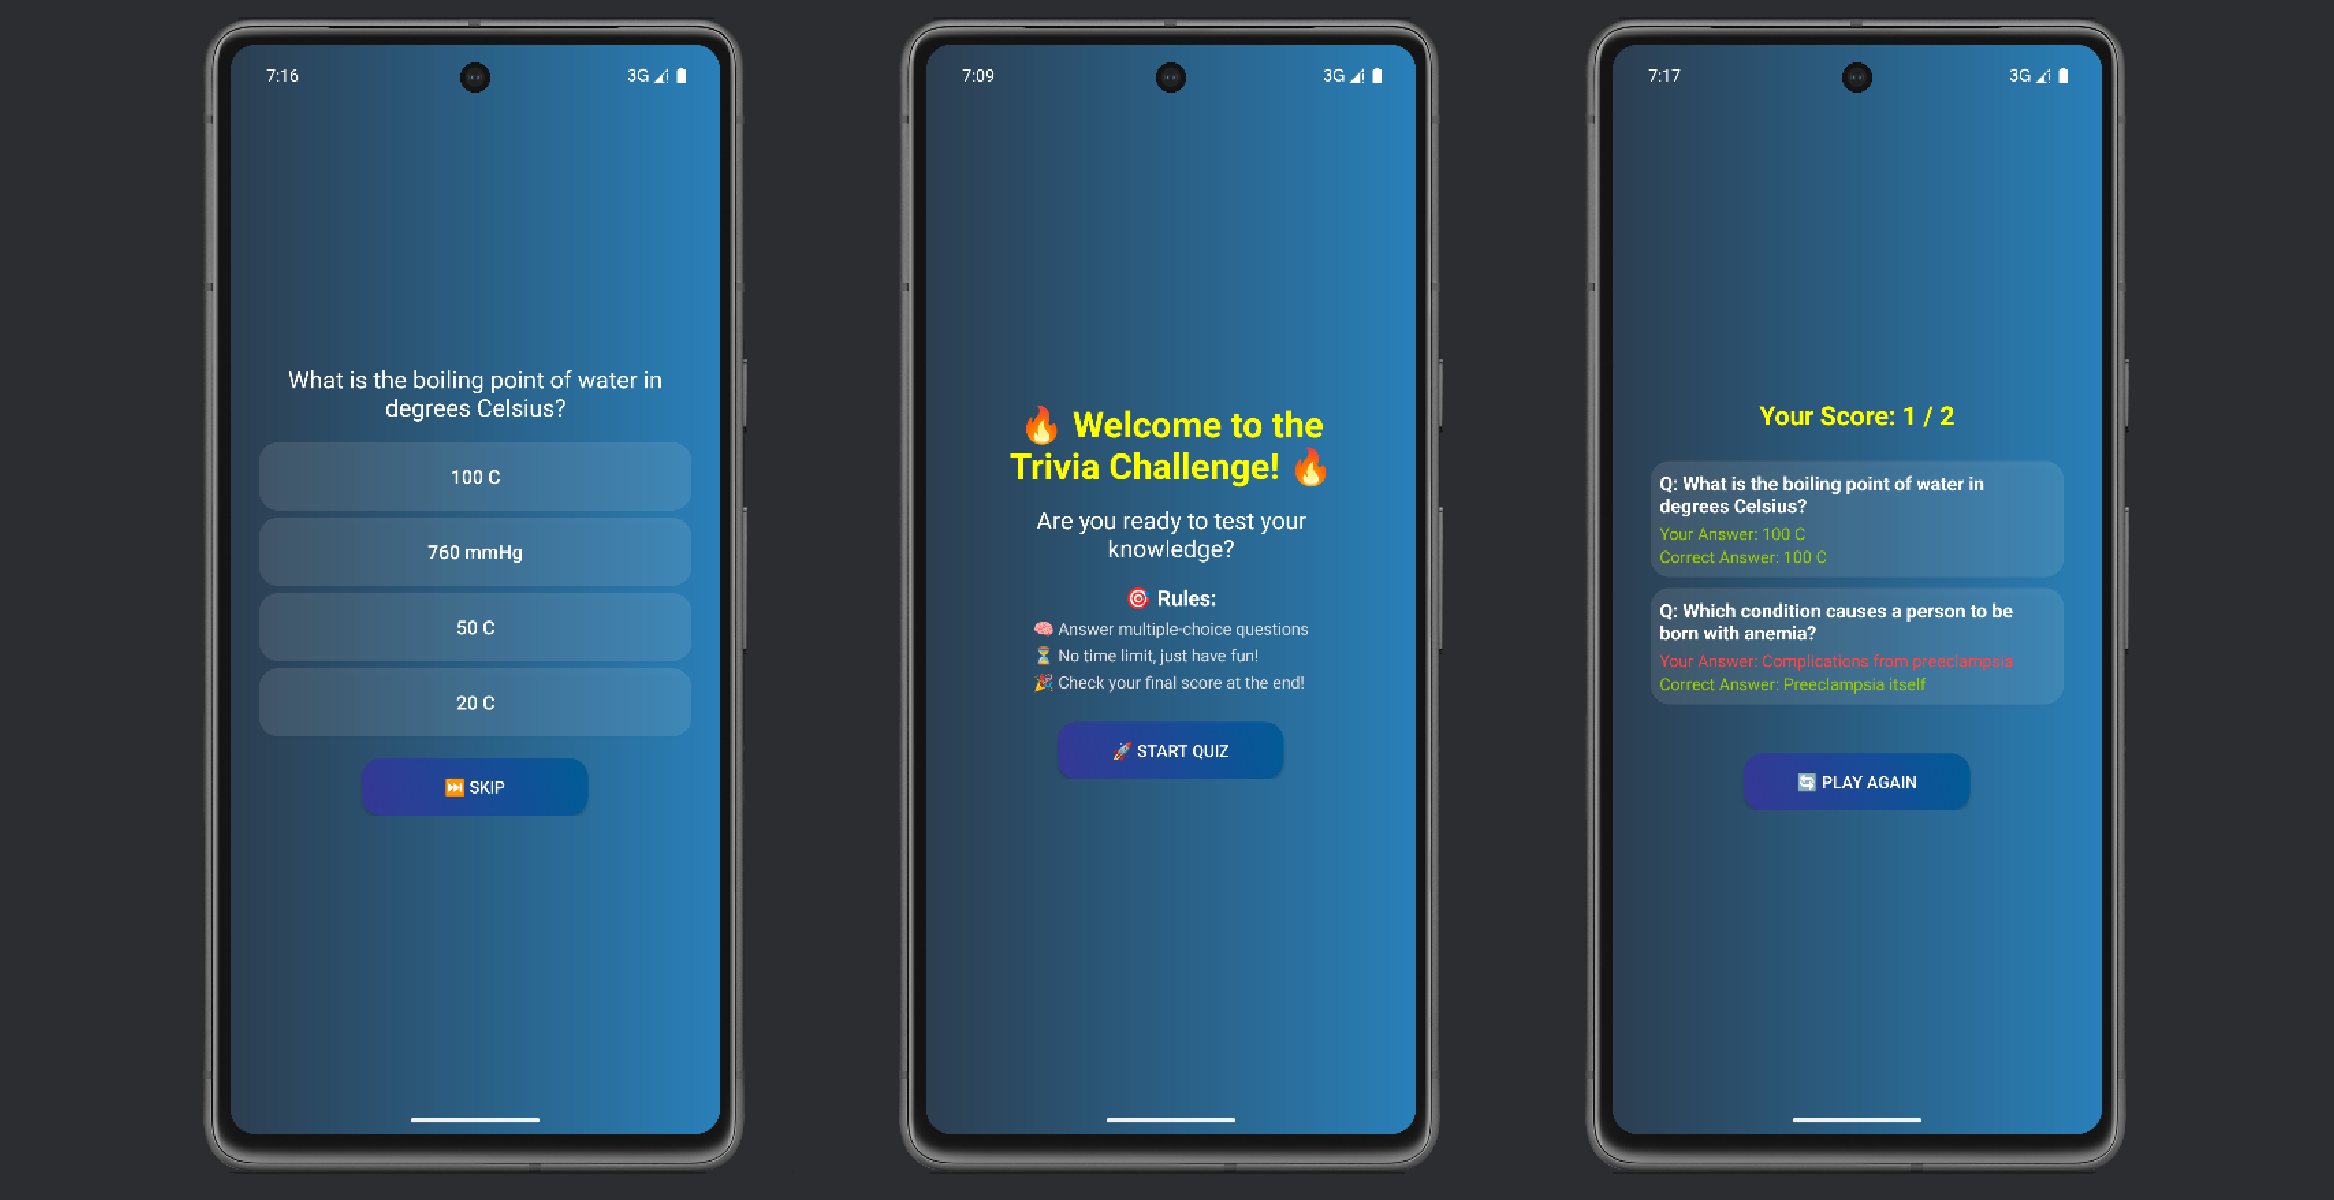 7:16
3G
What is the boiling point of water in
degrees Celsius?
100 C
760 mmHg
50 C
20 C
⏭️ SKIP
7:09
3G
🔥 Welcome to the
Trivia Challenge! 🔥
Are you ready to test your
knowledge?
🎯 Rules:
🧠 Answer multiple-choice questions
⏳ No time limit, just have fun!
🎉 Check your final score at the end!
🚀 START QUIZ
7:17
3G
Your Score: 1 / 2
Q: What is the boiling point of water in
degrees Celsius?
Your Answer: 100 C
Correct Answer: 100 C
Q: Which condition causes a person to be
born with anemia?
Your Answer: Complications from preeclampsia
Correct Answer: Preeclampsia itself
🔄 PLAY AGAIN